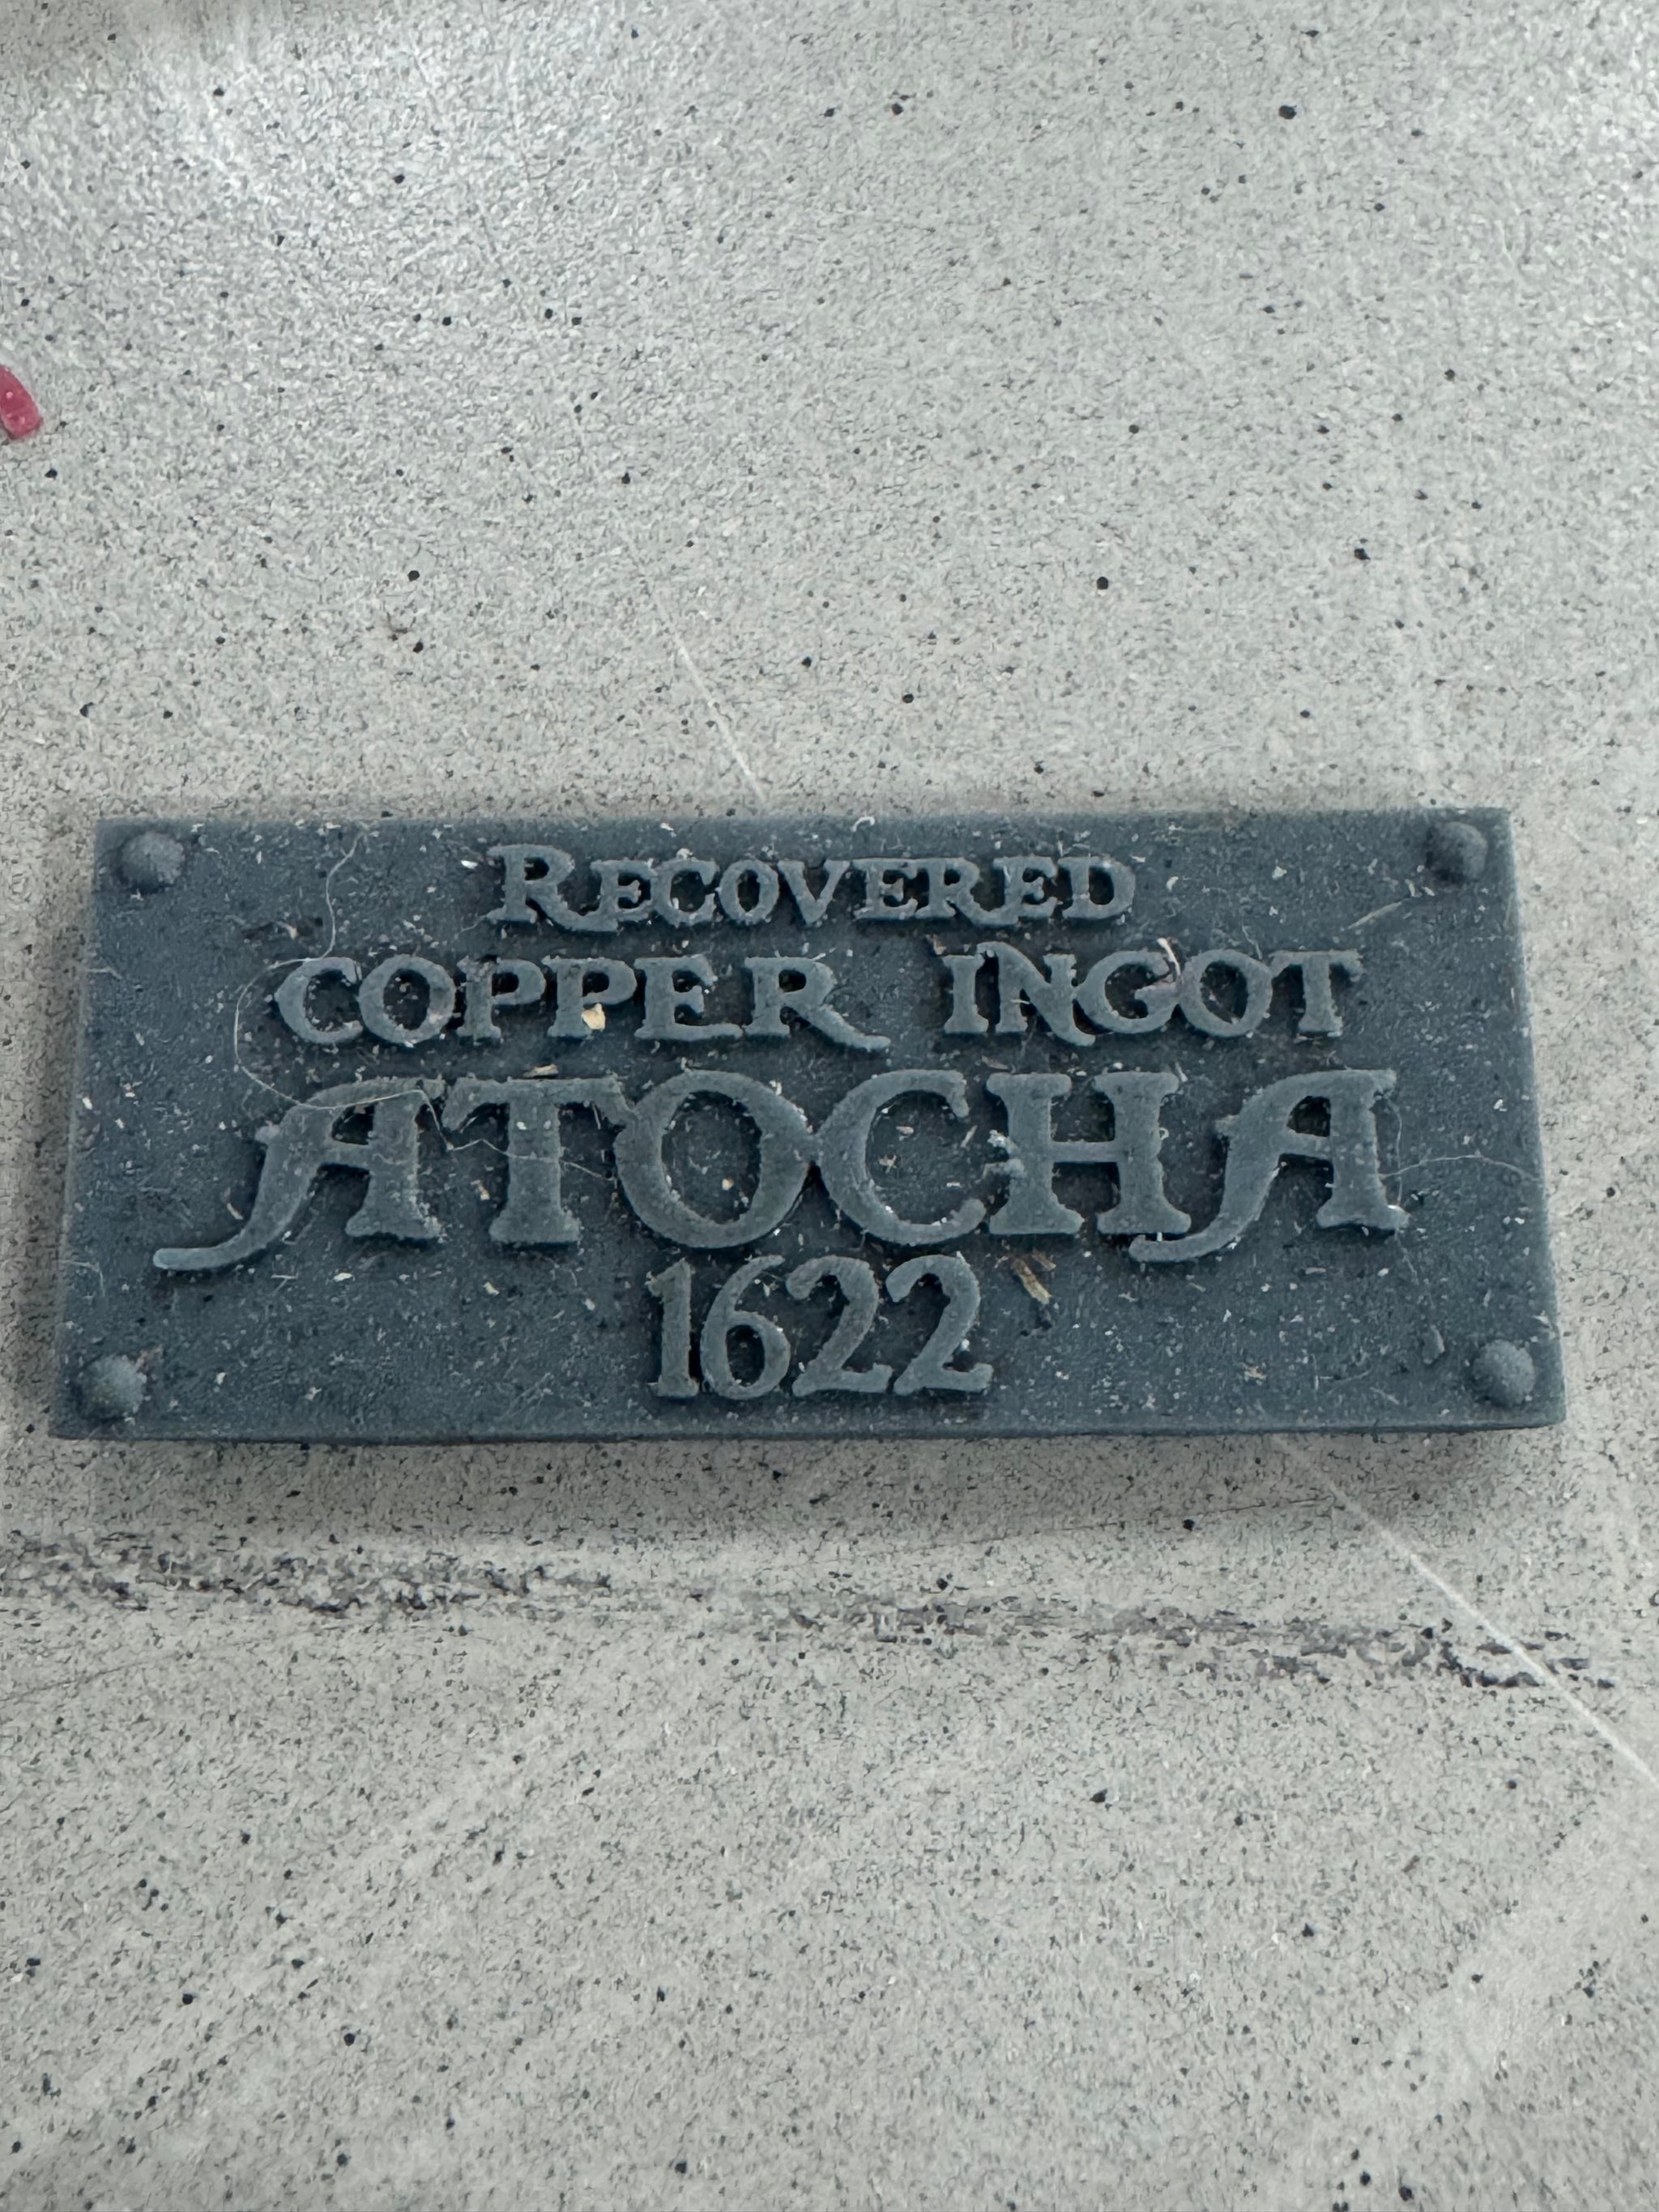 RECOVERED
COPPER INGOT
ATOCHA
1622